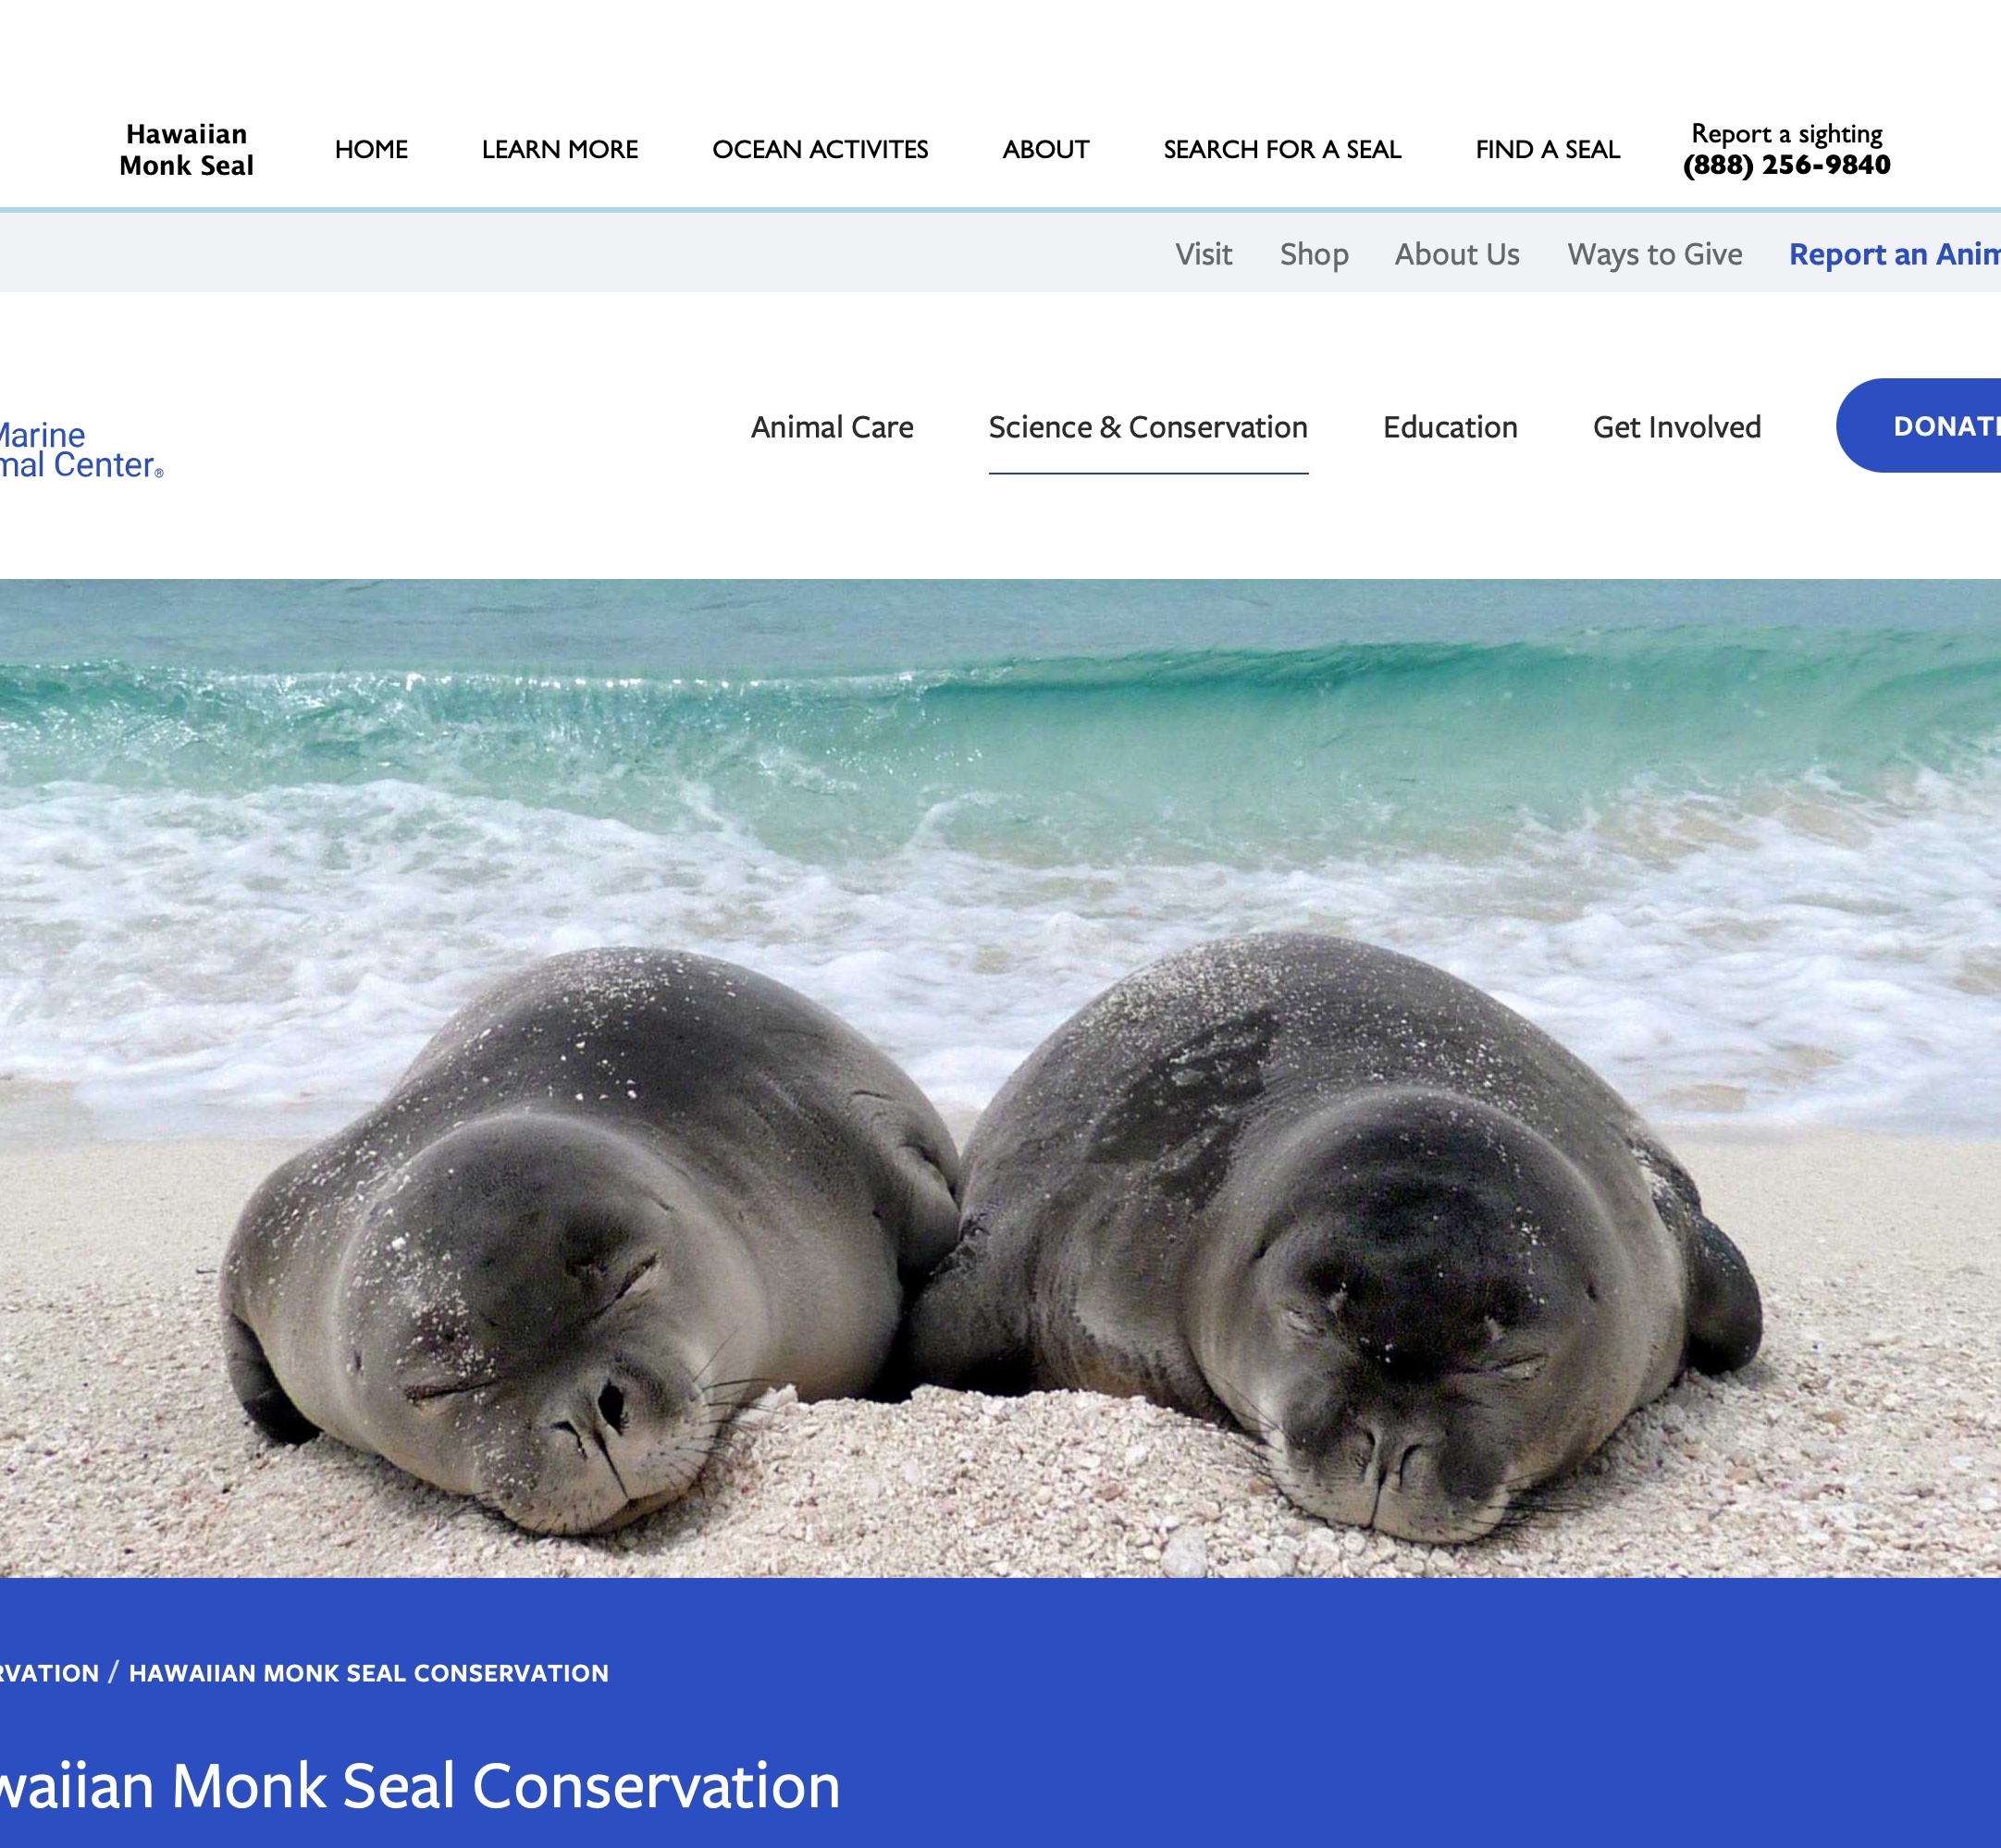 Hawaiian
Monk Seal
HOME
LEARN MORE
OCEAN ACTIVITES
ABOUT
SEARCH FOR A SEAL
FIND A SEAL
Report a sighting
(888) 256-9840
Visit
Shop
About Us
Ways to Give
Report an Anim
Marine
mal Center®
Animal Care
Science & Conservation
Education
Get Involved
DONATE
RVATION / HAWAIIAN MONK SEAL CONSERVATION
waiian Monk Seal Conservation